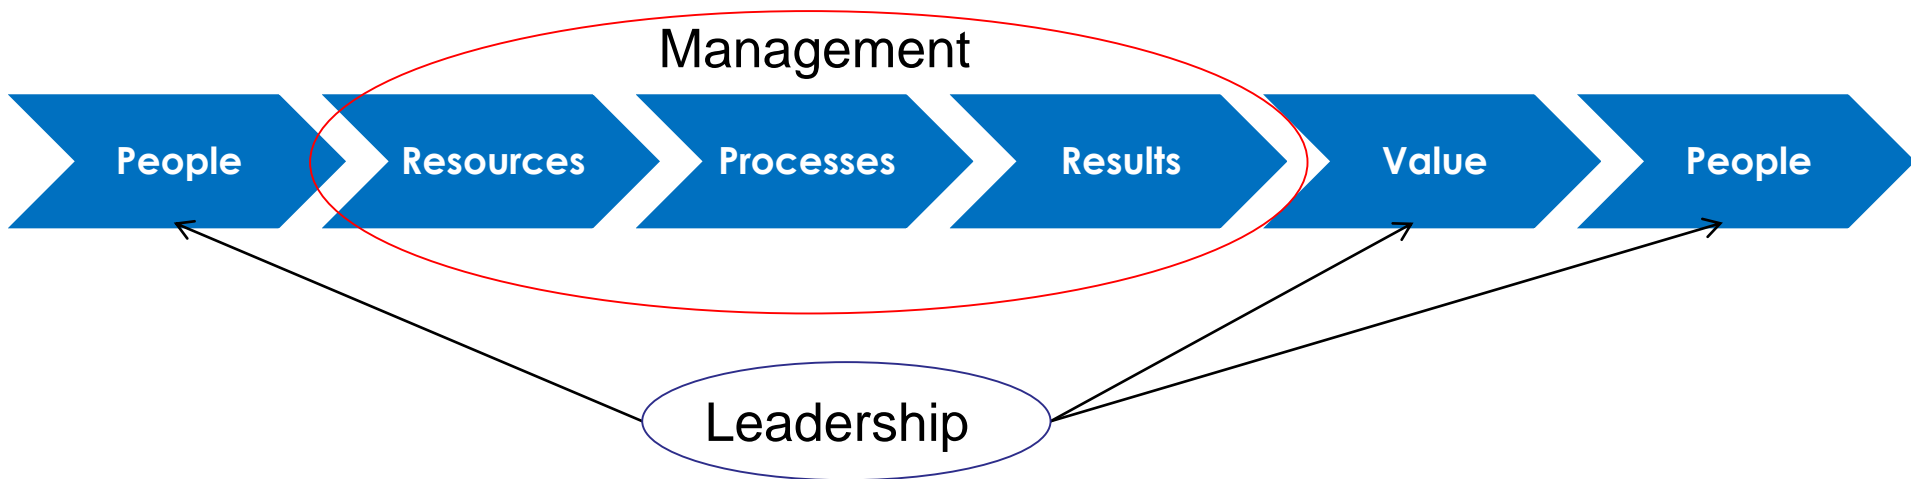 Management
People
Resources
Processes
Results
Value
People
Leadership